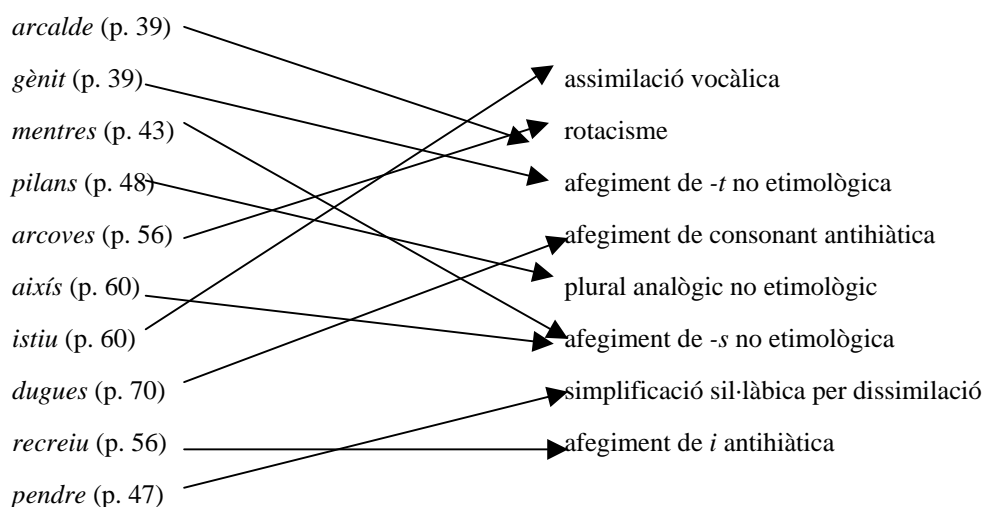 arcalde (p. 39)
gènit (p. 39)
assimilació vocàlica
mentres (p. 43)
rotacisme
pilans (p. 48)
afegiment de -t no etimològica
arcoves (p. 56)
afegiment de consonant antihiàtica
aixís (p. 60)
plural analògic no etimològic
istiu (p. 60)
afegiment de -s no etimològica
dugues (p. 70)
simplificació sil·làbica per dissimilació
recreiu (p. 56)
afegiment de i antihiàtica
pendre (p. 47)